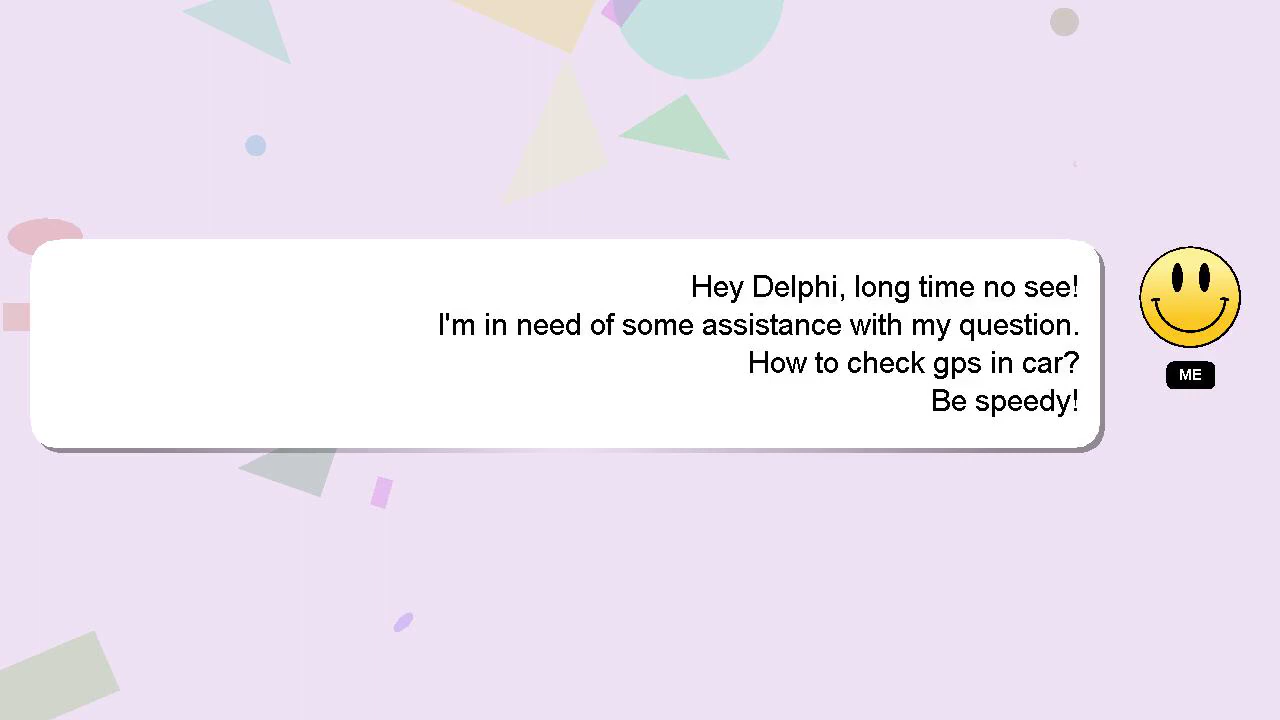 Hey Delphi, long time no see!
I'm in need of some assistance with my question.
How to check gps in car?
Be speedy!
ME